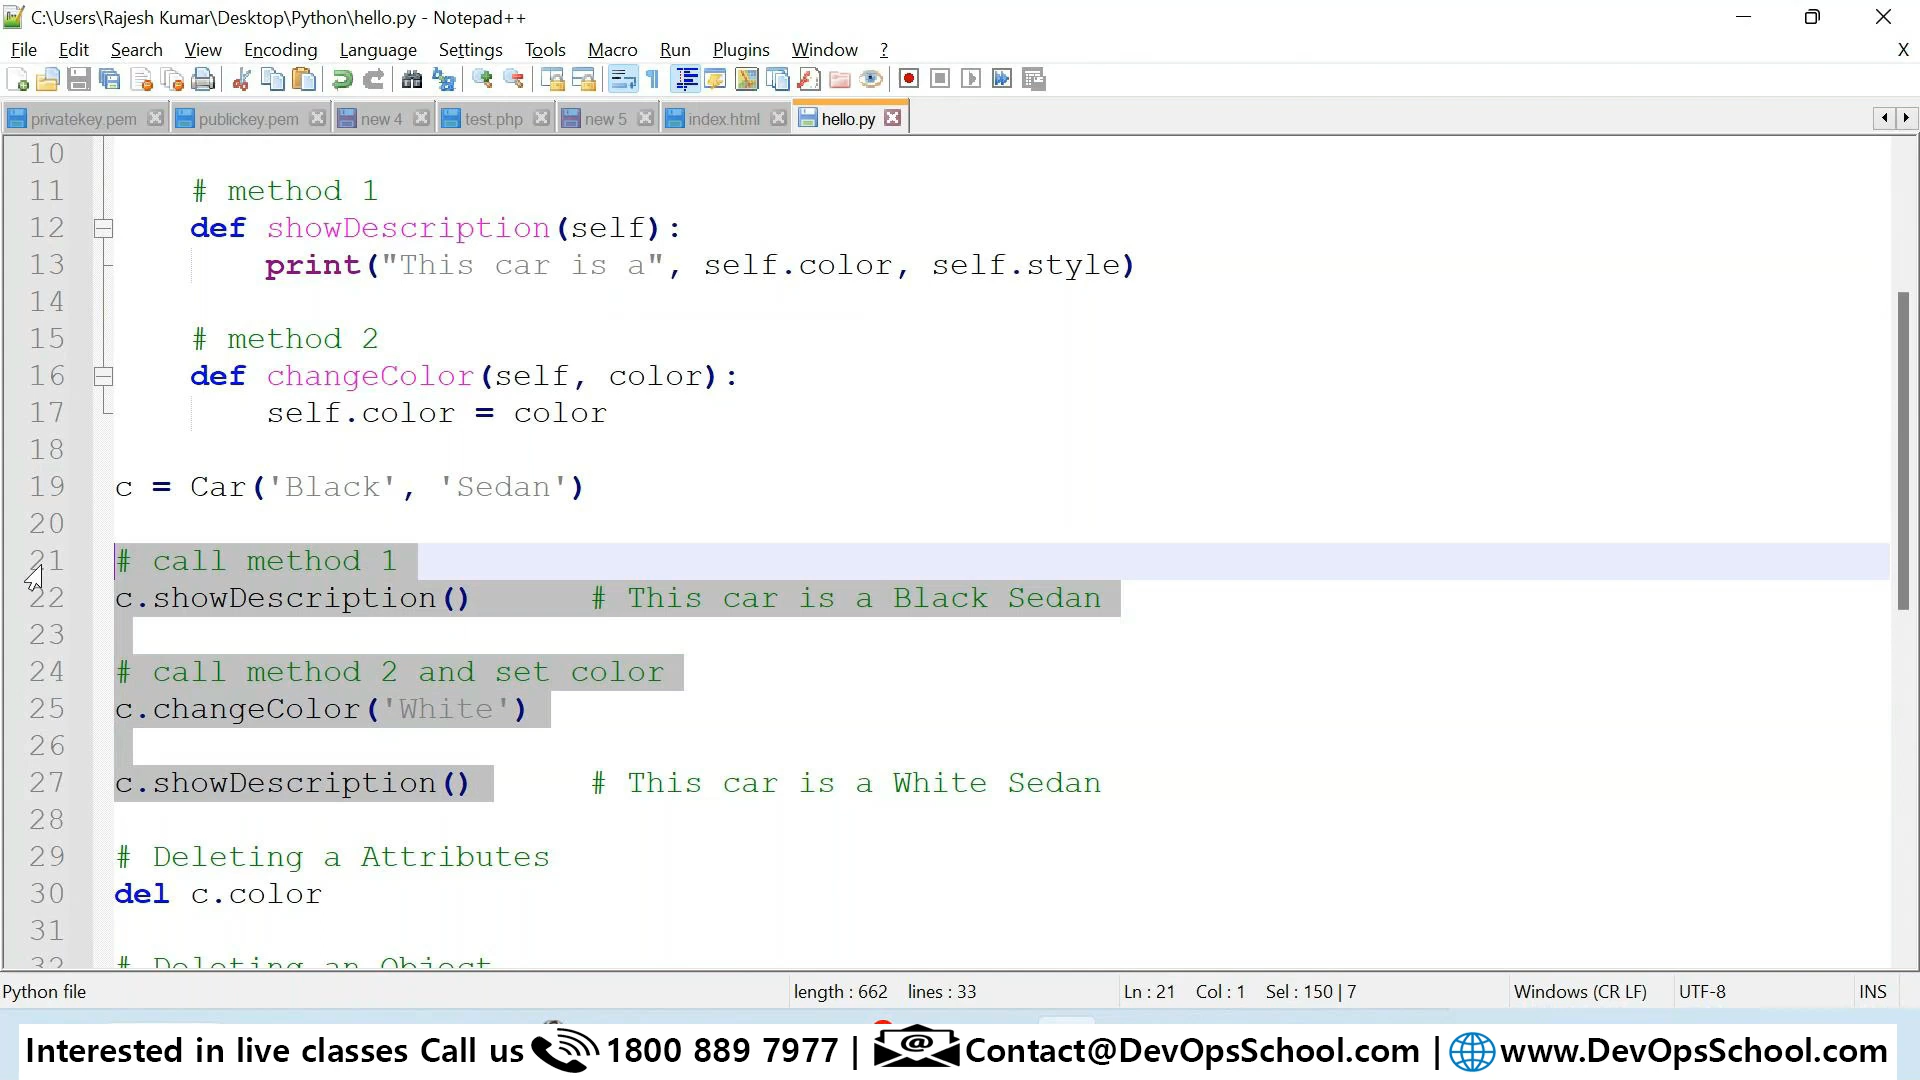 C:\Users\Rajesh Kumar\Desktop\Python\hello.py - Notepad++
File Edit Search View Encoding Language Settings Tools Macro Run Plugins Window ? X
privatekey.pem publickey.pem new 4 test.php new 5 index.html hello.py
10
11 # method 1
12 def showDescription(self):
13 print("This car is a", self.color, self.style)
14
15 # method 2
16 def changeColor(self, color):
17 self.color = color
18
19 c = Car('Black', 'Sedan')
20
21 # call method 1
22 c.showDescription() # This car is a Black Sedan
23
24 # call method 2 and set color
25 c.changeColor('White')
26
27 c.showDescription() # This car is a White Sedan
28
29 # Deleting a Attributes
30 del c.color
31
32 # Deleting an Object
Python file length : 662 lines : 33 Ln : 21 Col : 1 Sel : 150 | 7 Windows (CR LF) UTF-8 INS
Interested in live classes Call us 1800 889 7977 | Contact@DevOpsSchool.com | www.DevOpsSchool.com